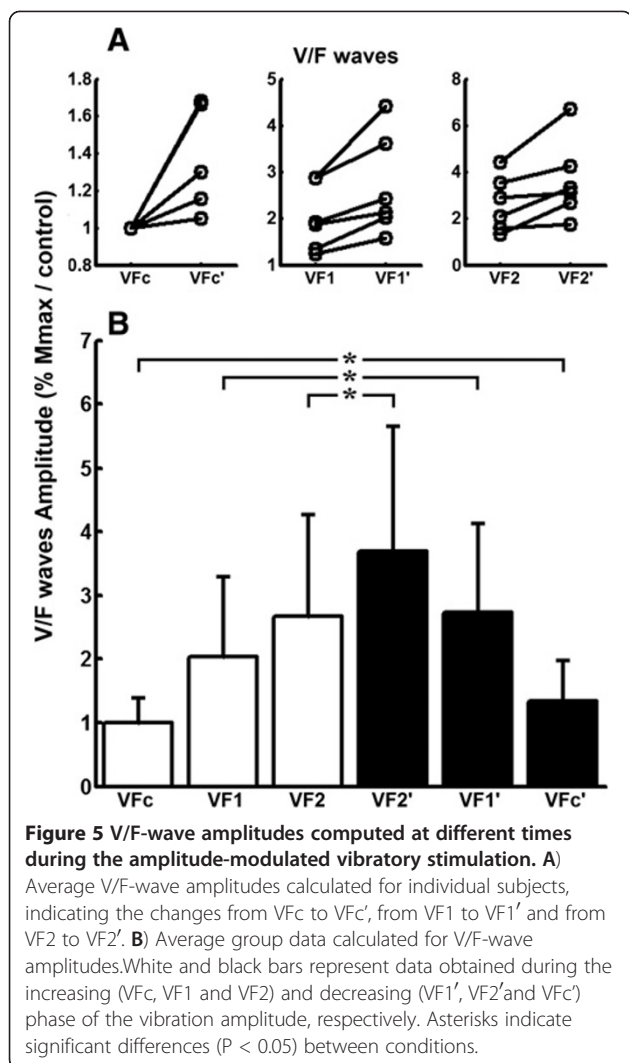 A
V/F waves
1.8
1.6
1.4
1.2
1
0.8
VFc VFc'
5
4
3
2
1
VF1 VF1'
8
6
4
2
0
VF2 VF2'
B
V/F waves Amplitude (% Mmax / control)
7
6
5
4
3
2
1
0
*
*
*
VFc VF1 VF2 VF2' VF1' VFc'
Figure 5 V/F-wave amplitudes computed at different times
during the amplitude-modulated vibratory stimulation. A)
Average V/F-wave amplitudes calculated for individual subjects,
indicating the changes from VFc to VFc', from VF1 to VF1′ and from
VF2 to VF2′. B) Average group data calculated for V/F-wave
amplitudes.White and black bars represent data obtained during the
increasing (VFc, VF1 and VF2) and decreasing (VF1′, VF2′and VFc’)
phase of the vibration amplitude, respectively. Asterisks indicate
significant differences (P < 0.05) between conditions.